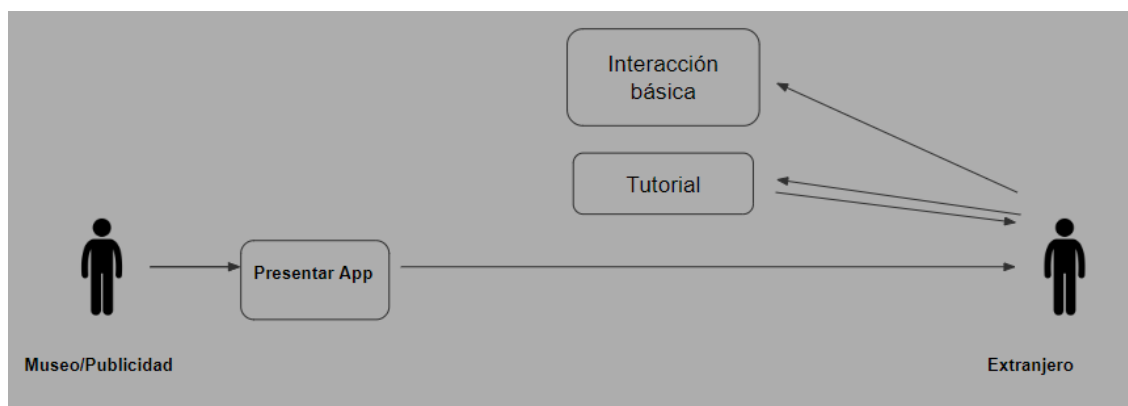 Interacción
básica
Tutorial
Presentar App
Museo/Publicidad
Extranjero